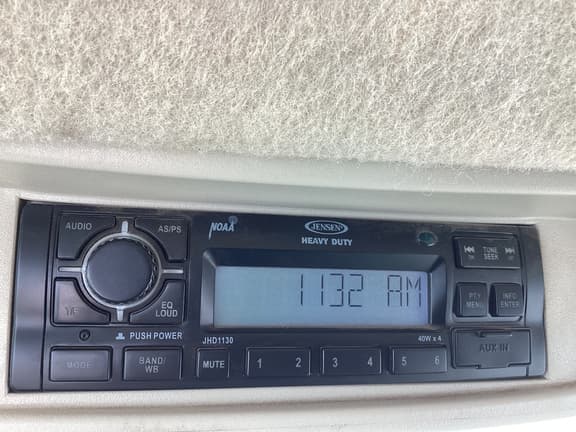 AUDIO
AS/PS
NOAA
JENSEN
HEAVY DUTY
TUNE
SEEK
1132 AM
T/F
EQ
LOUD
PTY
MENU
INFO
ENTER
PUSH POWER
JHD1130
40W x 4
MODE
BAND/
WB
MUTE
1 2
3 4
5 6
AUX-IN